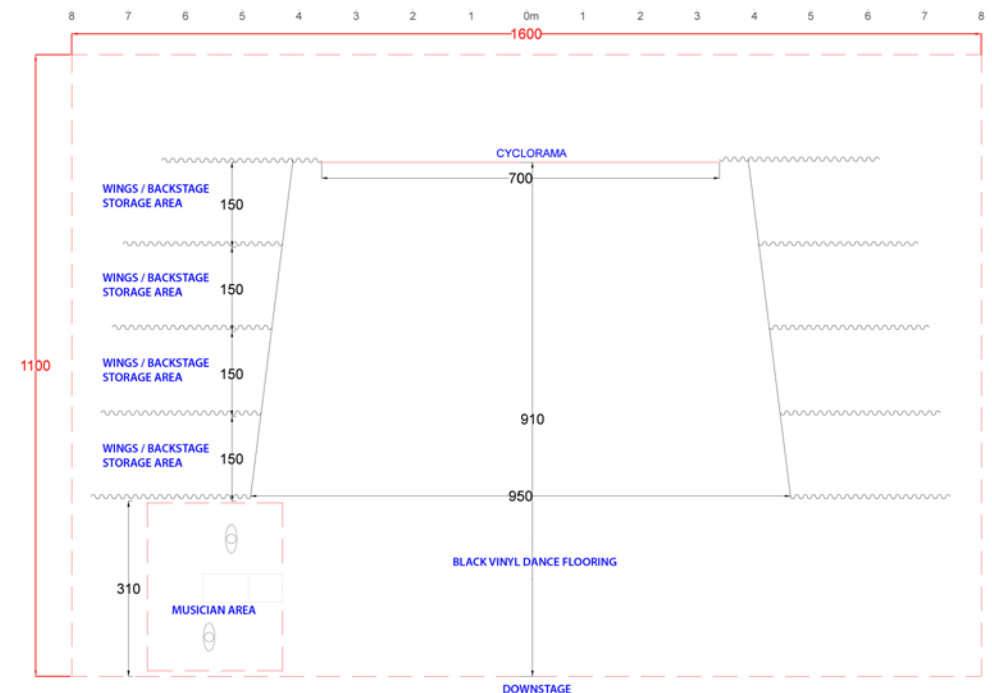 8 7 6 5 4 3 2 1 0m 1 2 3 4 5 6 7 8
1600
CYCLORAMA
700
WINGS / BACKSTAGE
STORAGE AREA
150
WINGS / BACKSTAGE
STORAGE AREA
150
1100
WINGS / BACKSTAGE
STORAGE AREA
150
910
WINGS / BACKSTAGE
STORAGE AREA
150
950
BLACK VINYL DANCE FLOORING
310
MUSICIAN AREA
DOWNSTAGE